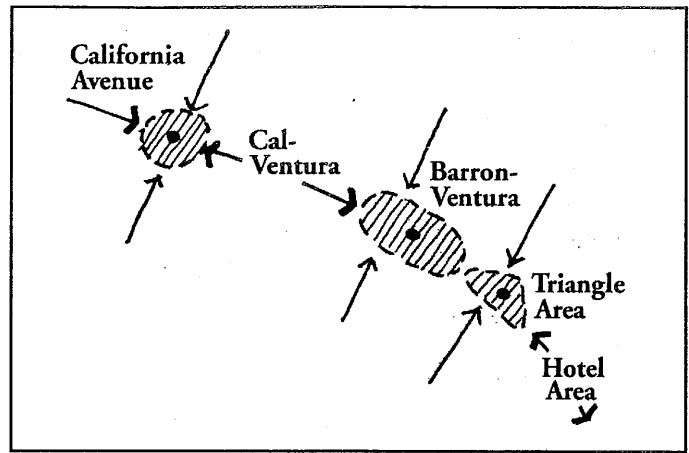 California
Avenue
Cal-
Ventura
Barron-
Ventura
Triangle
Area
Hotel
Area